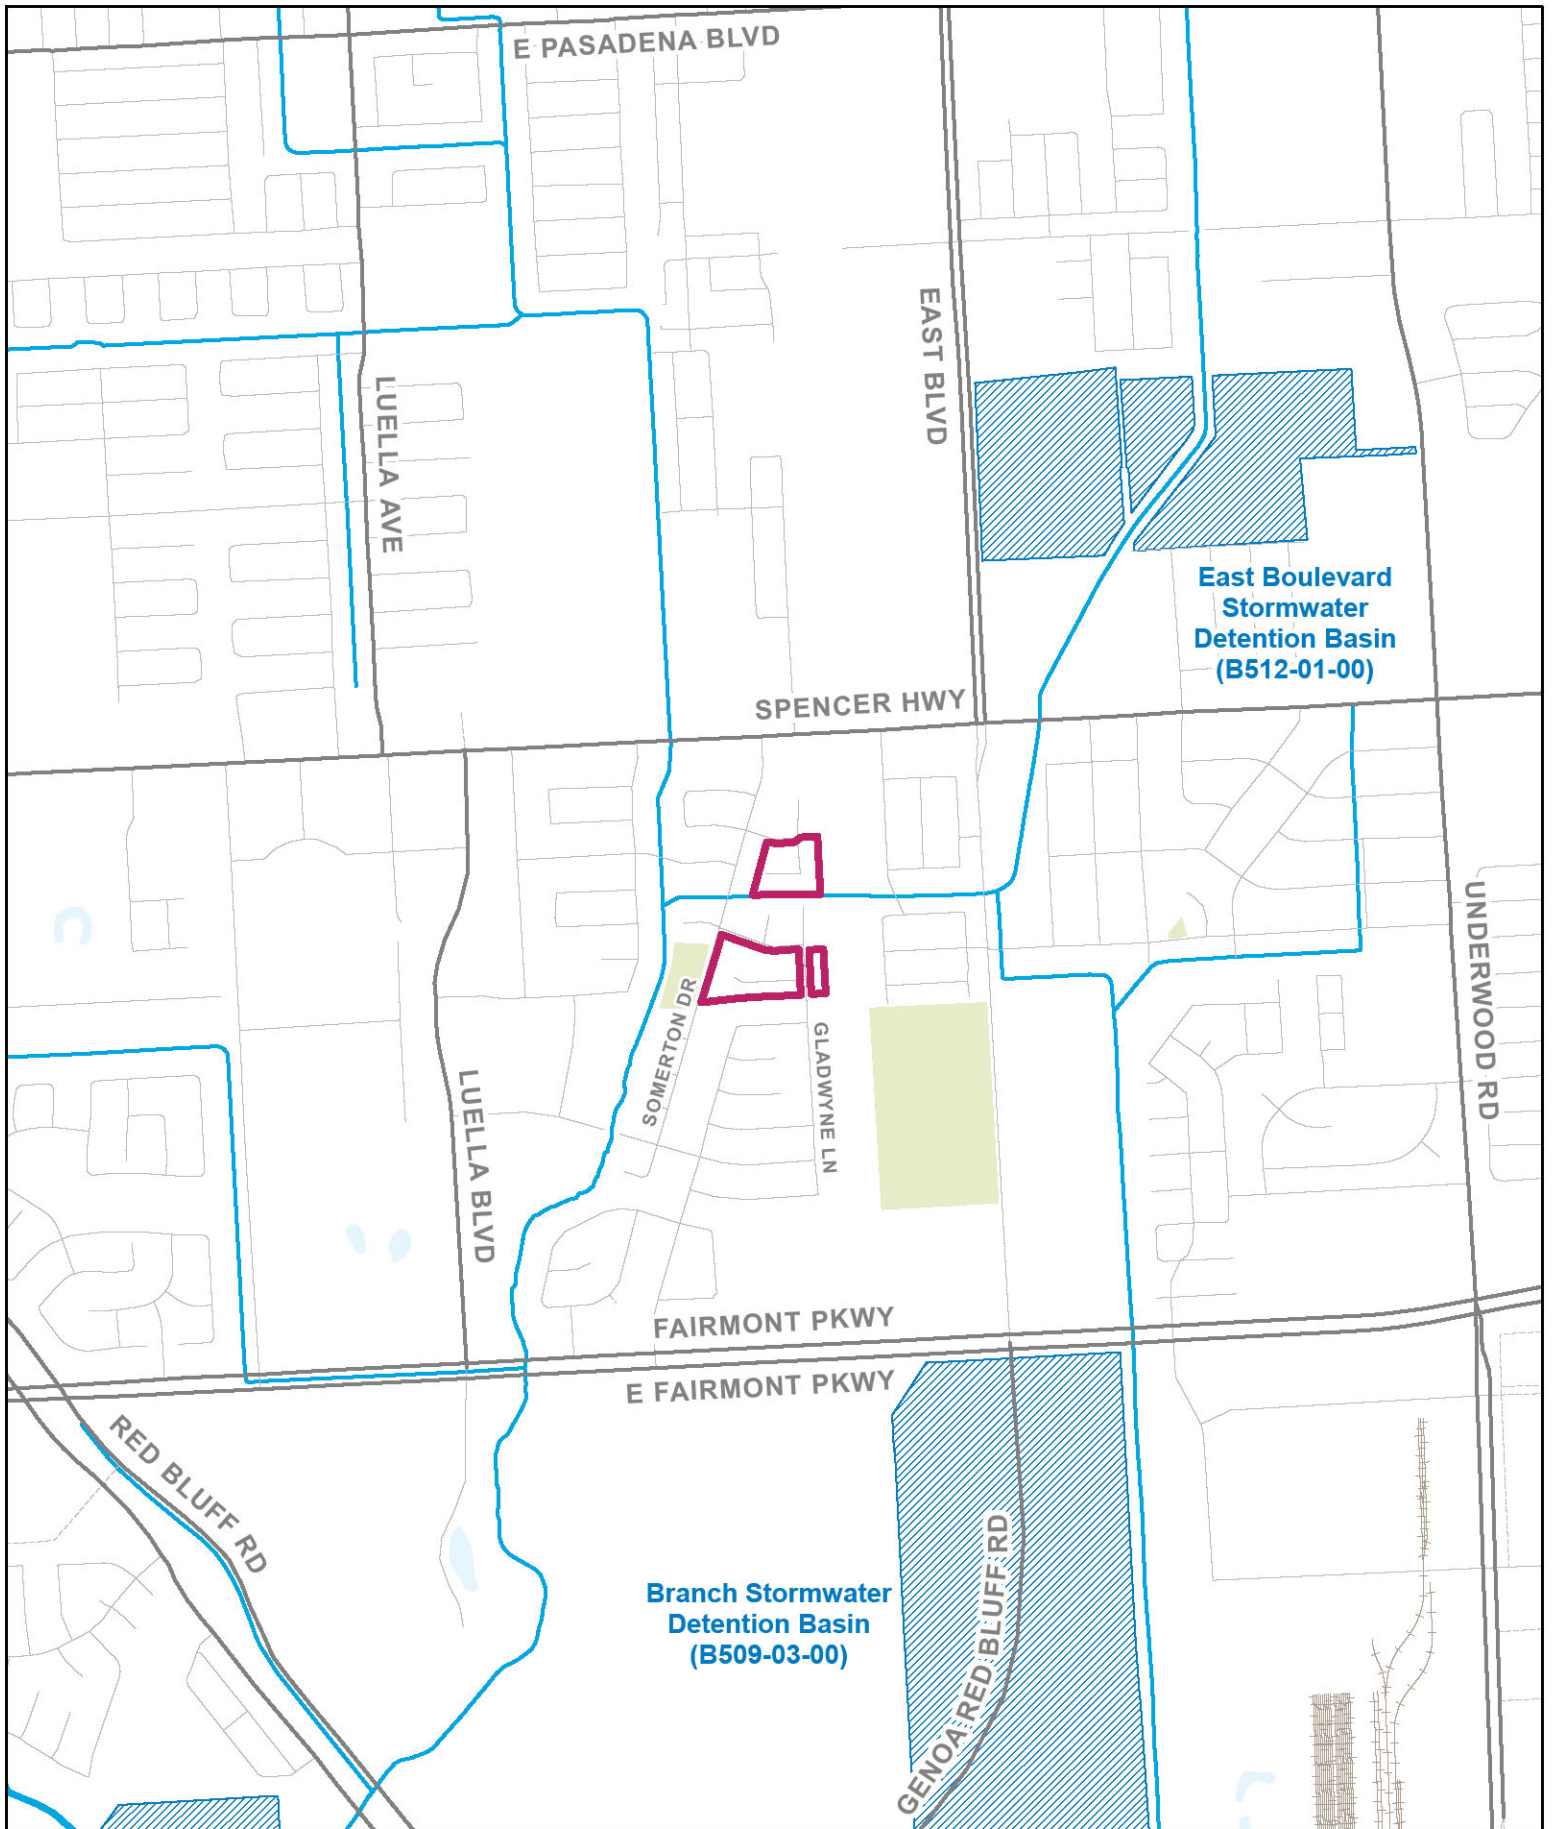 E PASADENA BLVD
EAST BLVD
LUELLA AVE
East Boulevard
Stormwater
Detention Basin
(B512-01-00)
SPENCER HWY
UNDERWOOD RD
SOMERTON DR
GLADWYNE LN
LUELLA BLVD
FAIRMONT PKWY
E FAIRMONT PKWY
RED BLUFF RD
Branch Stormwater
Detention Basin
(B509-03-00)
GENOA RED BLUFF RD